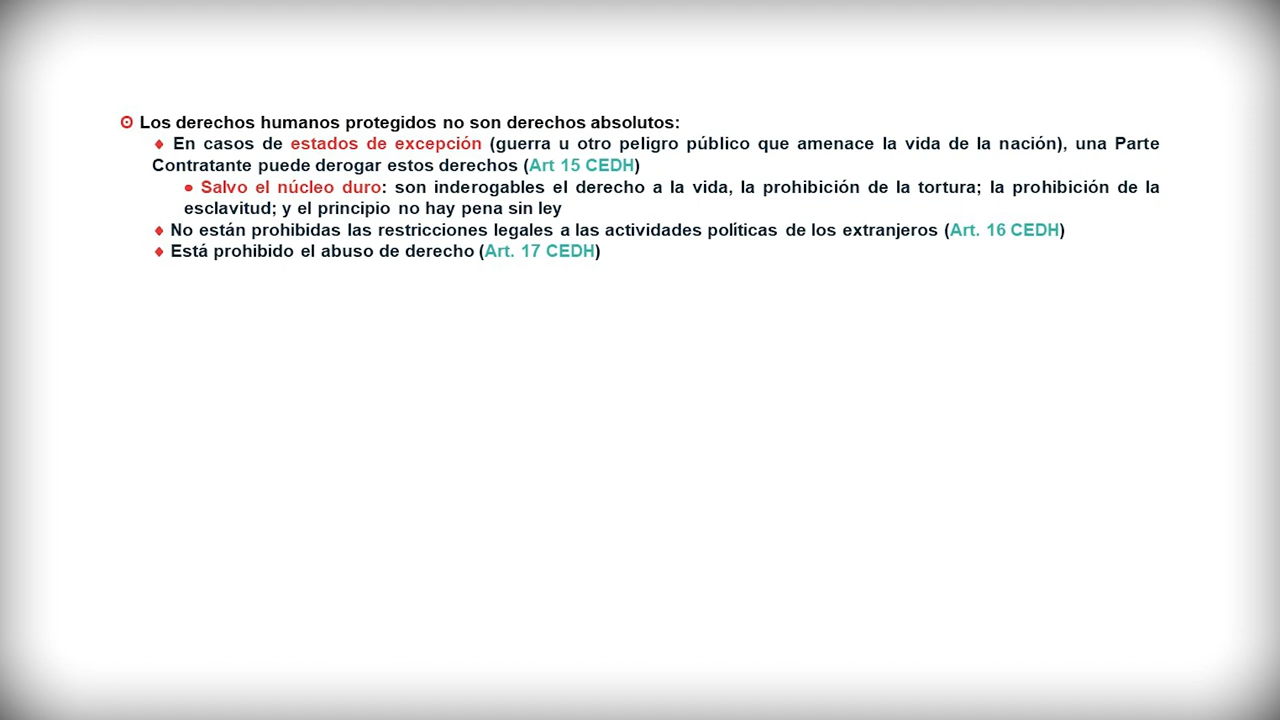 Los derechos humanos protegidos no son derechos absolutos:
En casos de estados de excepción (guerra u otro peligro público que amenace la vida de la nación), una Parte
Contratante puede derogar estos derechos (Art 15 CEDH)
Salvo el núcleo duro: son inderogables el derecho a la vida, la prohibición de la tortura; la prohibición de la
esclavitud; y el principio no hay pena sin ley
No están prohibidas las restricciones legales a las actividades políticas de los extranjeros (Art. 16 CEDH)
Está prohibido el abuso de derecho (Art. 17 CEDH)